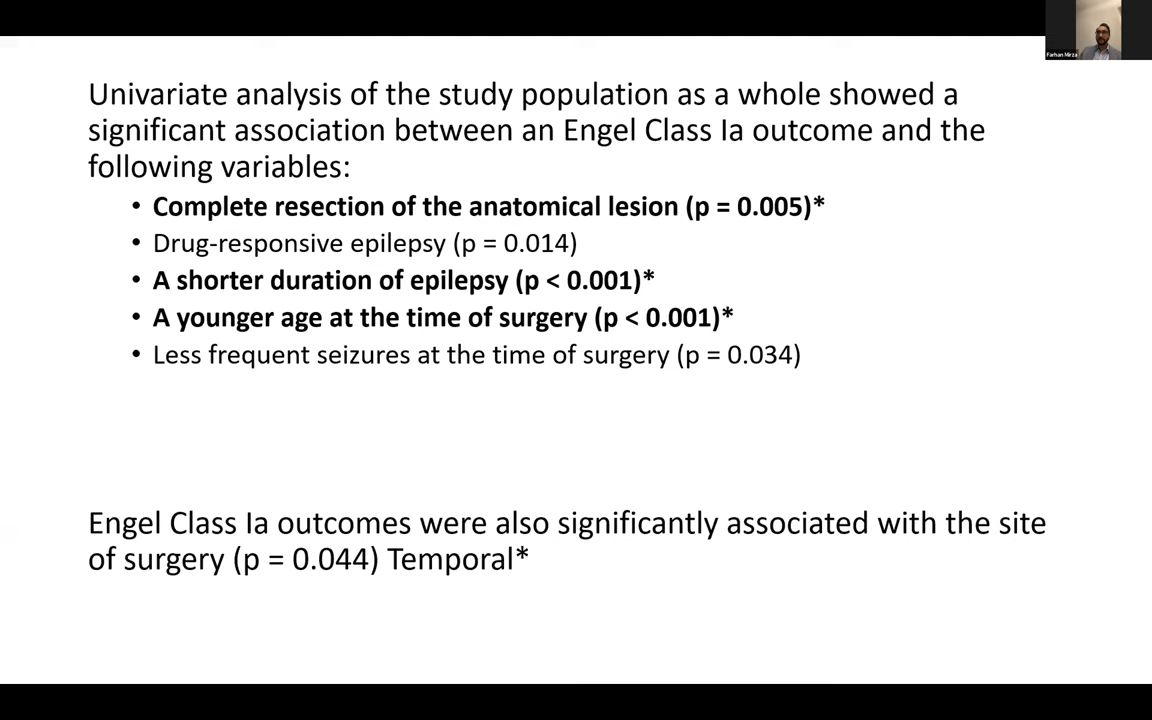 Farhan Mirza
Univariate analysis of the study population as a whole showed a
significant association between an Engel Class Ia outcome and the
following variables:
• Complete resection of the anatomical lesion (p = 0.005)*
• Drug-responsive epilepsy (p = 0.014)
• A shorter duration of epilepsy (p < 0.001)*
• A younger age at the time of surgery (p < 0.001)*
• Less frequent seizures at the time of surgery (p = 0.034)
Engel Class Ia outcomes were also significantly associated with the site
of surgery (p = 0.044) Temporal*